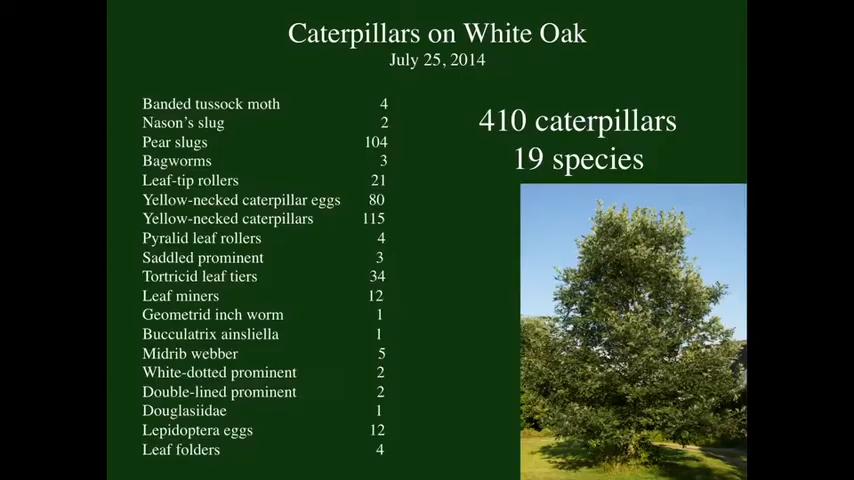 Caterpillars on White Oak
July 25, 2014
Banded tussock moth 4
Nason's slug 2
Pear slugs 104
Bagworms 3
Leaf-tip rollers 21
Yellow-necked caterpillar eggs 80
Yellow-necked caterpillars 115
Pyralid leaf rollers 4
Saddled prominent 3
Tortricid leaf tiers 34
Leaf miners 12
Geometrid inch worm 1
Bucculatrix ainsliella 1
Midrib webber 5
White-dotted prominent 2
Double-lined prominent 2
Douglasiidae 1
Lepidoptera eggs 12
Leaf folders 4
410 caterpillars
19 species